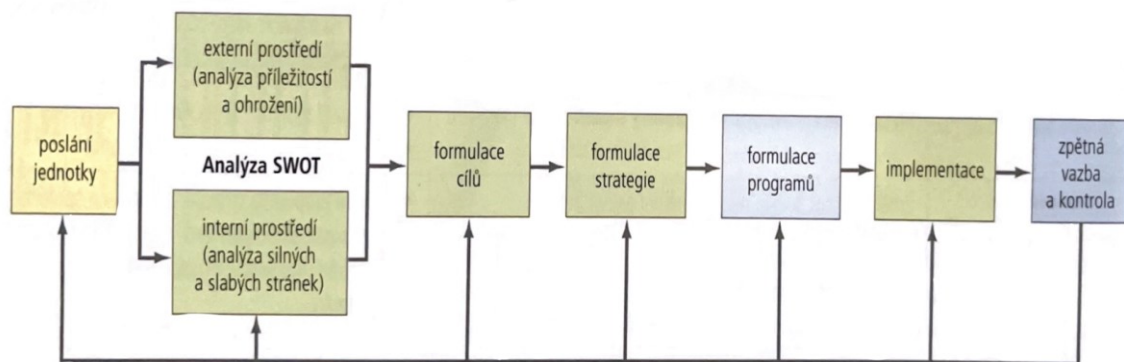 poslání
jednotky
externí prostředí
(analýza příležitostí
a ohrožení)
Analýza SWOT
interní prostředí
(analýza silných
a slabých stránek)
formulace
cílů
formulace
strategie
formulace
programů
implementace
zpětná
vazba
a kontrola